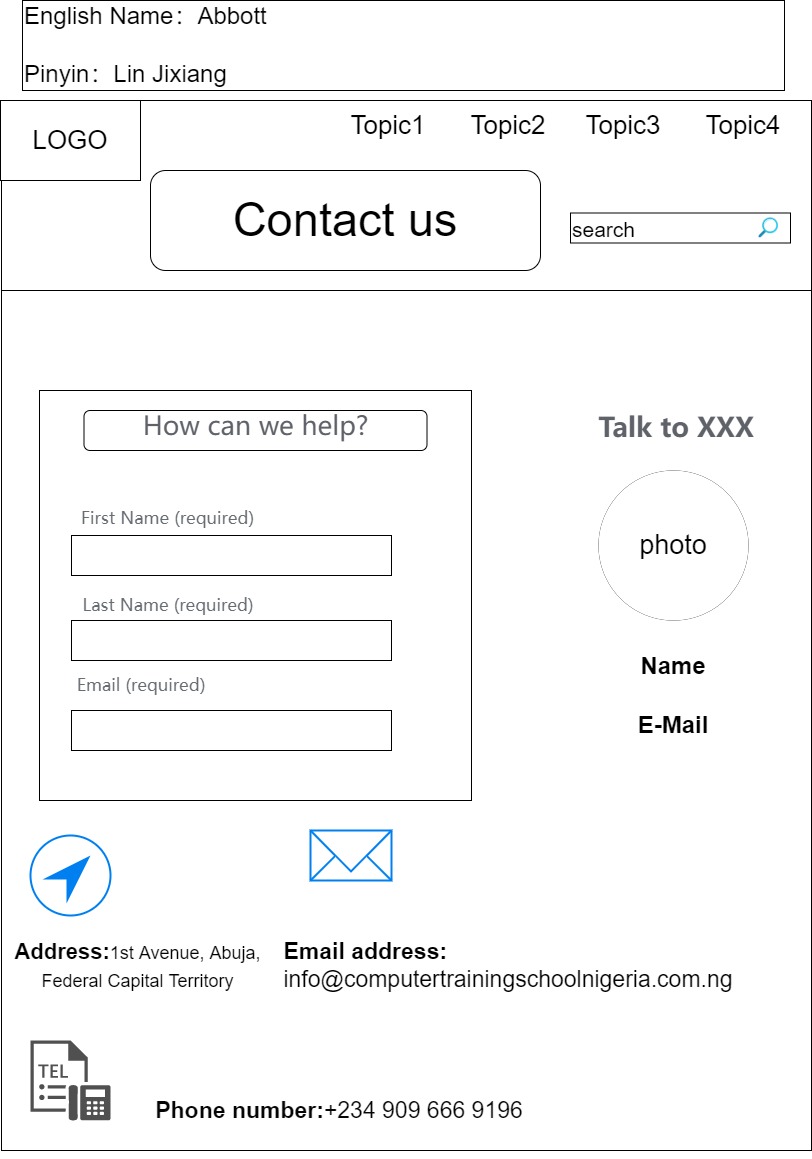 English Name：Abbott
Pinyin：Lin Jixiang
LOGO
Topic1 Topic2 Topic3 Topic4
Contact us
search
How can we help?
Talk to XXX
First Name (required)
photo
Last Name (required)
Name
Email (required)
E-Mail
Address:1st Avenue, Abuja,
Federal Capital Territory
Email address:
info@computertrainingschoolnigeria.com.ng
TEL
Phone number:+234 909 666 9196